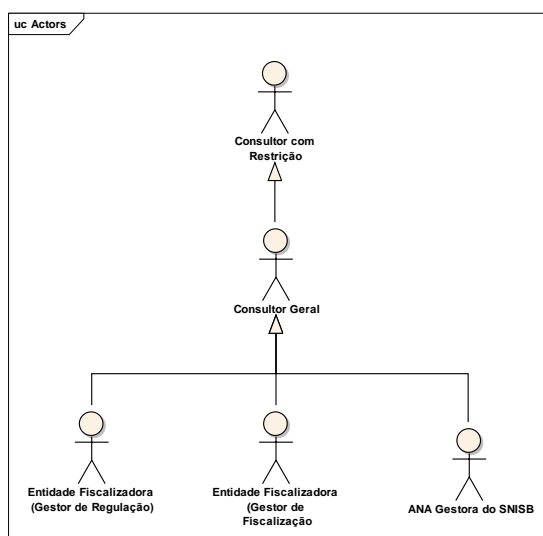 uc Actors
Consultor com
Restrição
Consultor Geral
Entidade Fiscalizadora
(Gestor de Regulação)
Entidade Fiscalizadora
(Gestor de
Fiscalização
ANA Gestora do SNISB